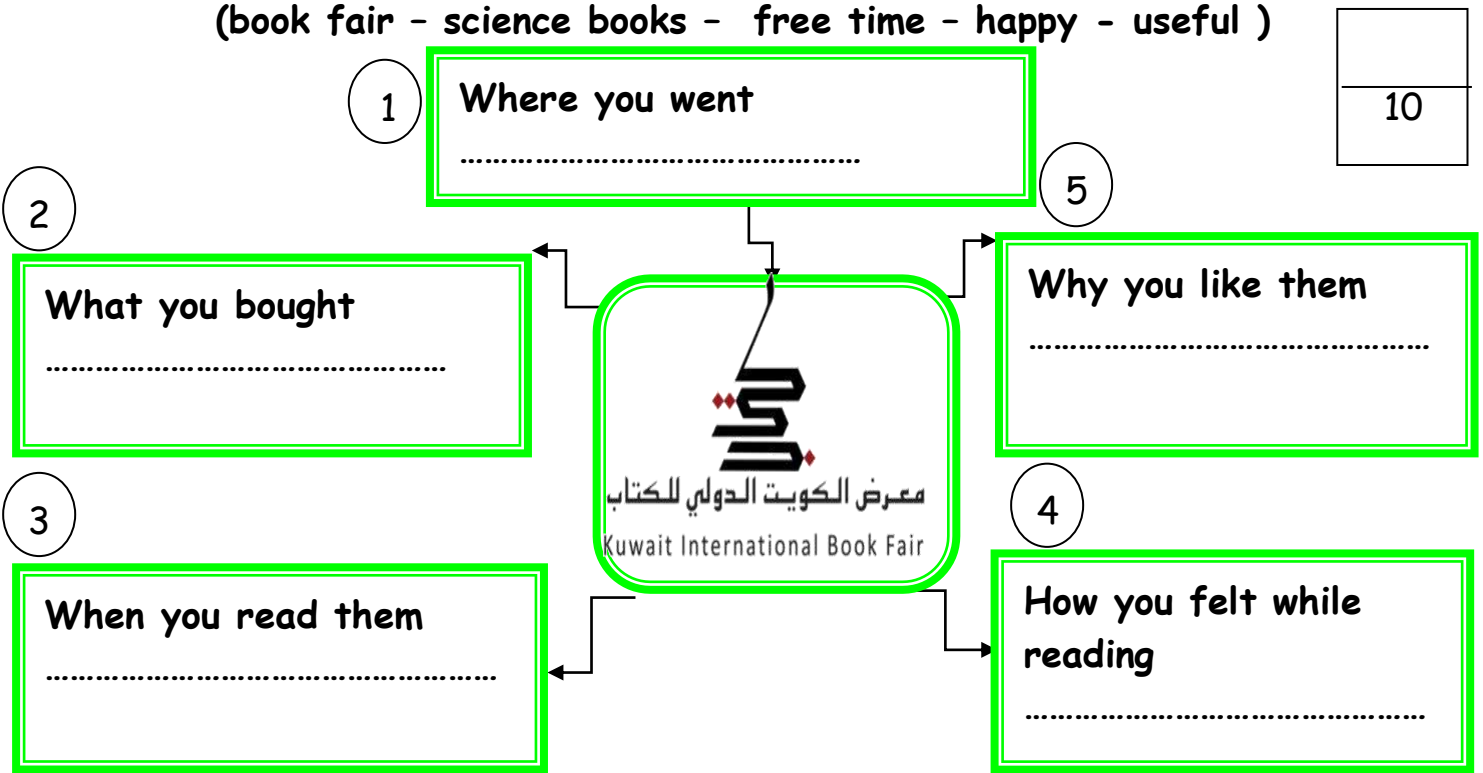 (book fair – science books – free time – happy - useful )
10
1
Where you went
………………………………………….
2
What you bought
………………………………………….
3
When you read them
……………………………………………….
4
How you felt while
reading
………………………………………….
5
Why you like them
………………………………………….
معرض الكويت الدولي للكتاب
Kuwait International Book Fair